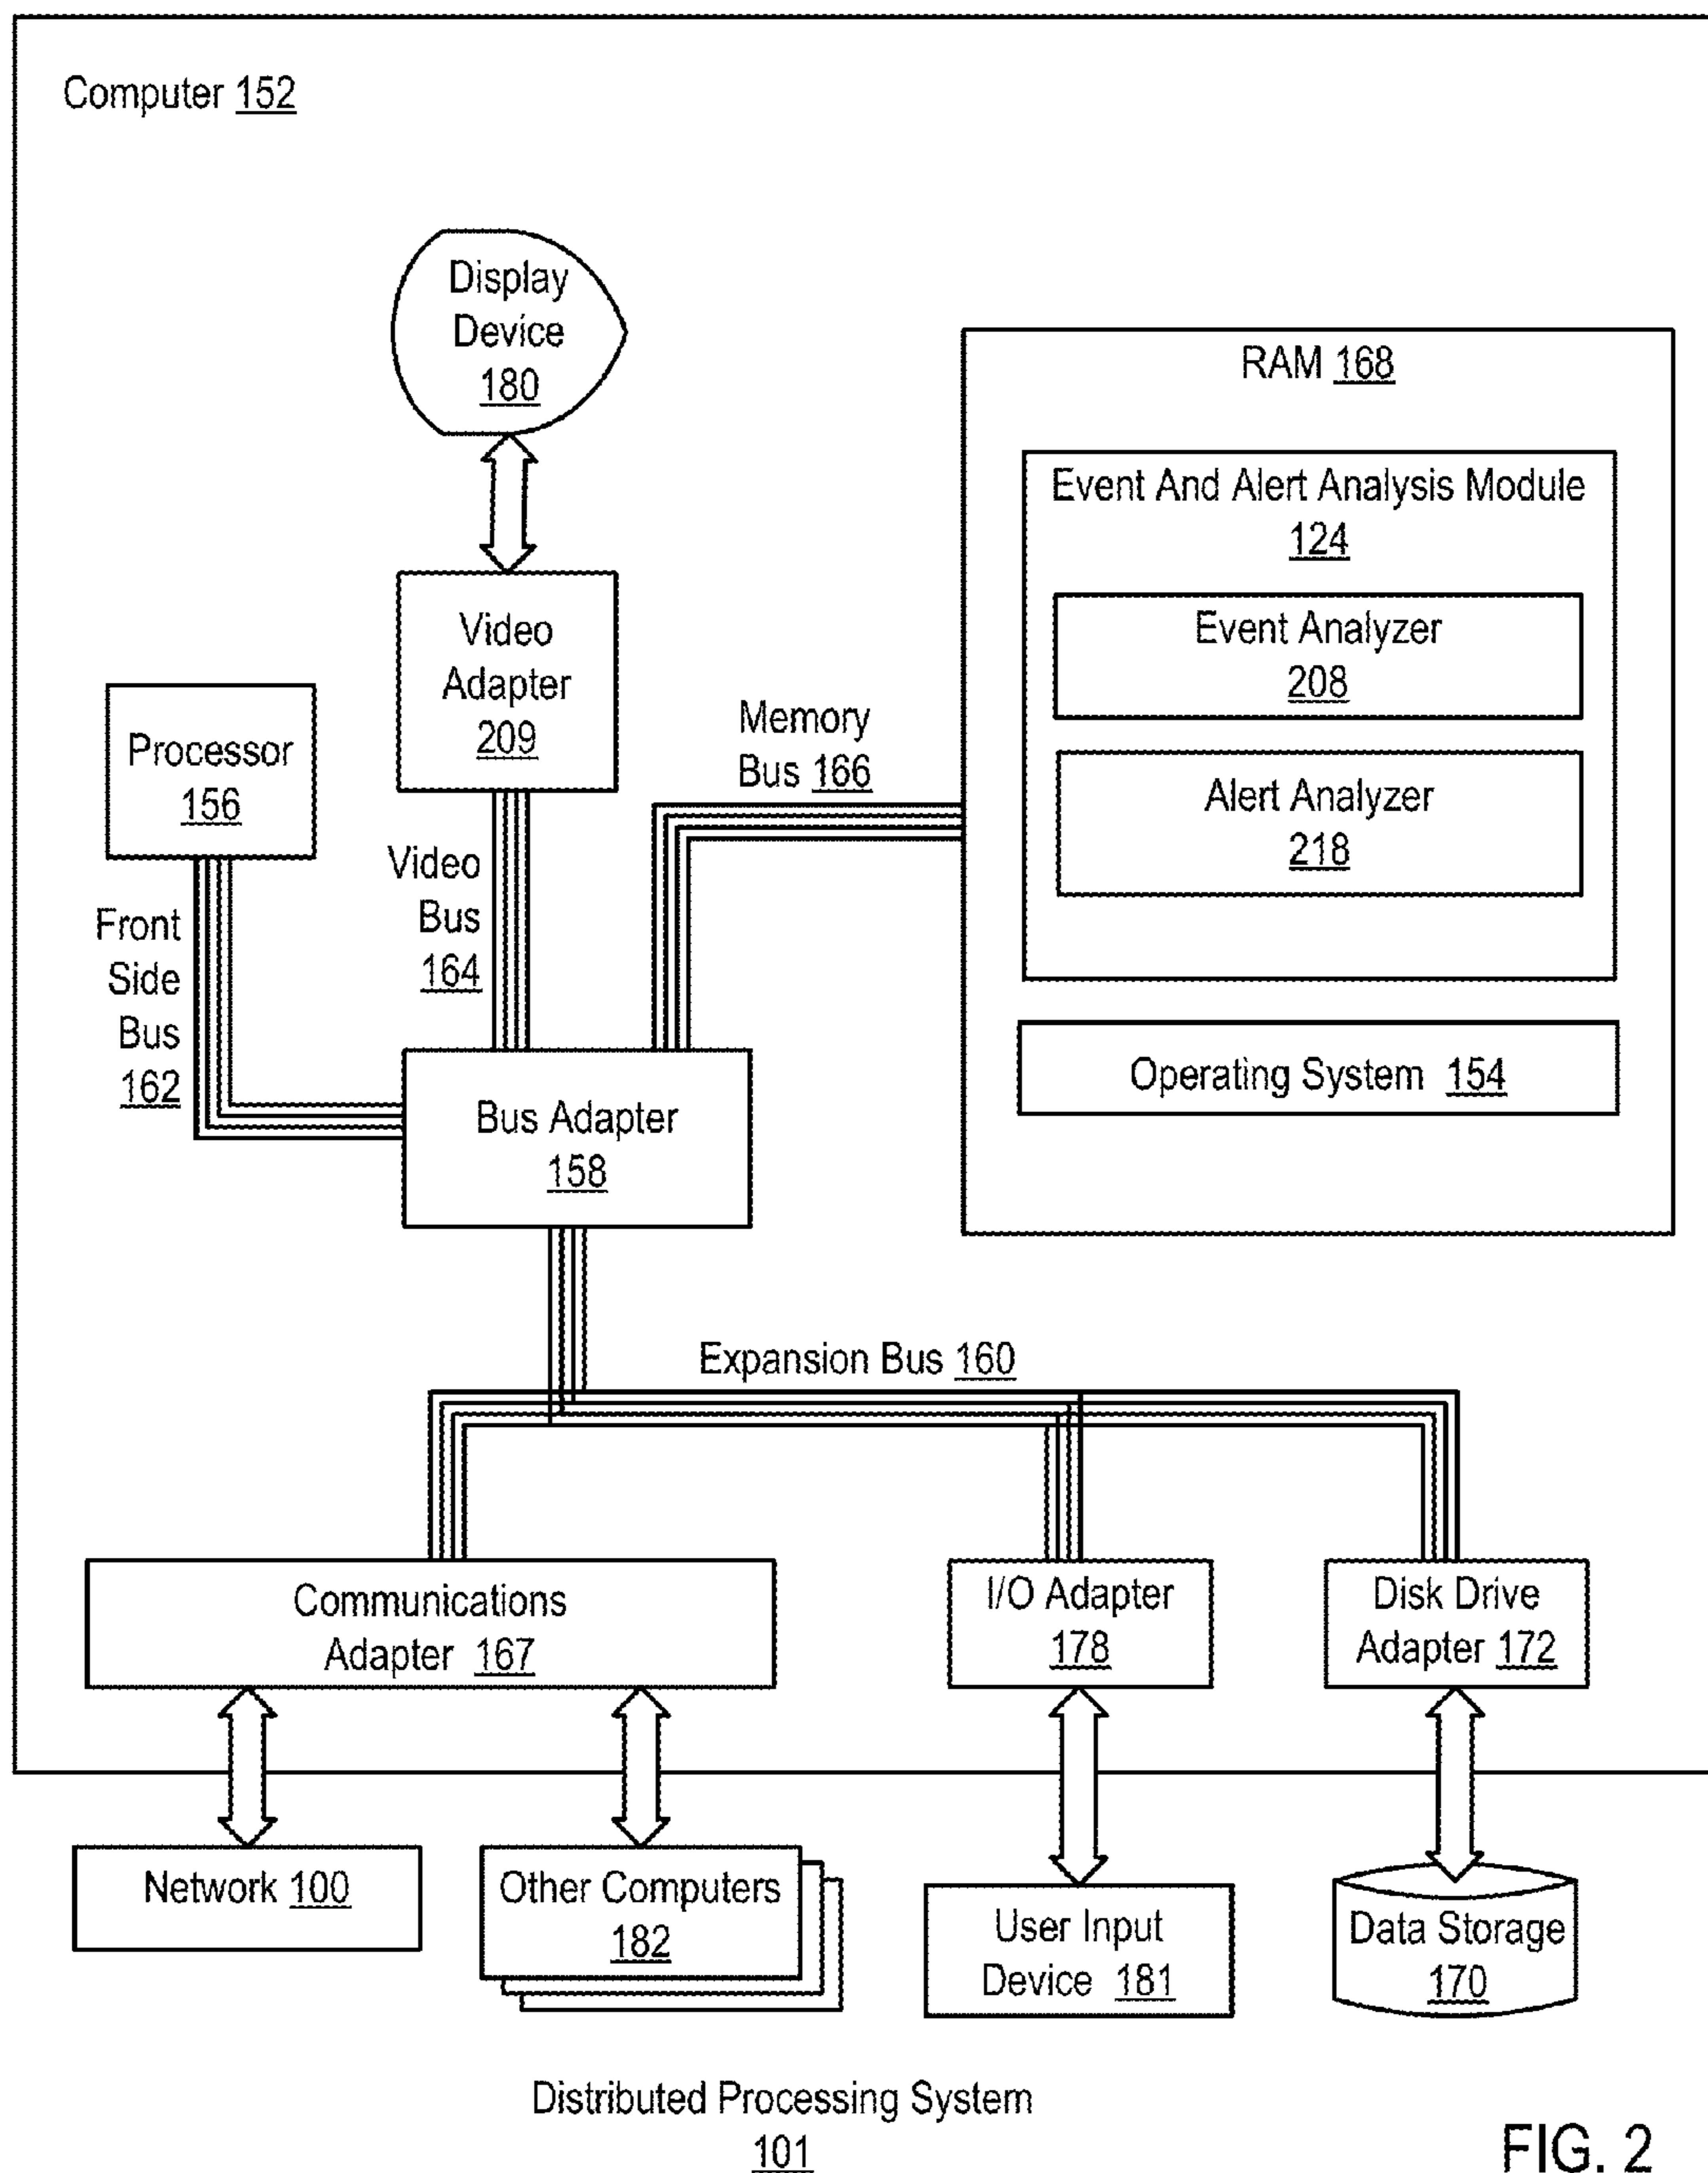 Computer 152
Display
Device
180
RAM 168
Event And Alert Analysis Module
124
Event Analyzer
208
Alert Analyzer
218
Operating System 154
Video
Adapter
209
Processor
156
Memory
Bus 166
Video
Bus
164
Front
Side
Bus
162
Bus Adapter
158
Expansion Bus 160
Communications
Adapter 167
I/O Adapter
178
Disk Drive
Adapter 172
Network 100
Other Computers
182
User Input
Device 181
Data Storage
170
Distributed Processing System
101
FIG. 2